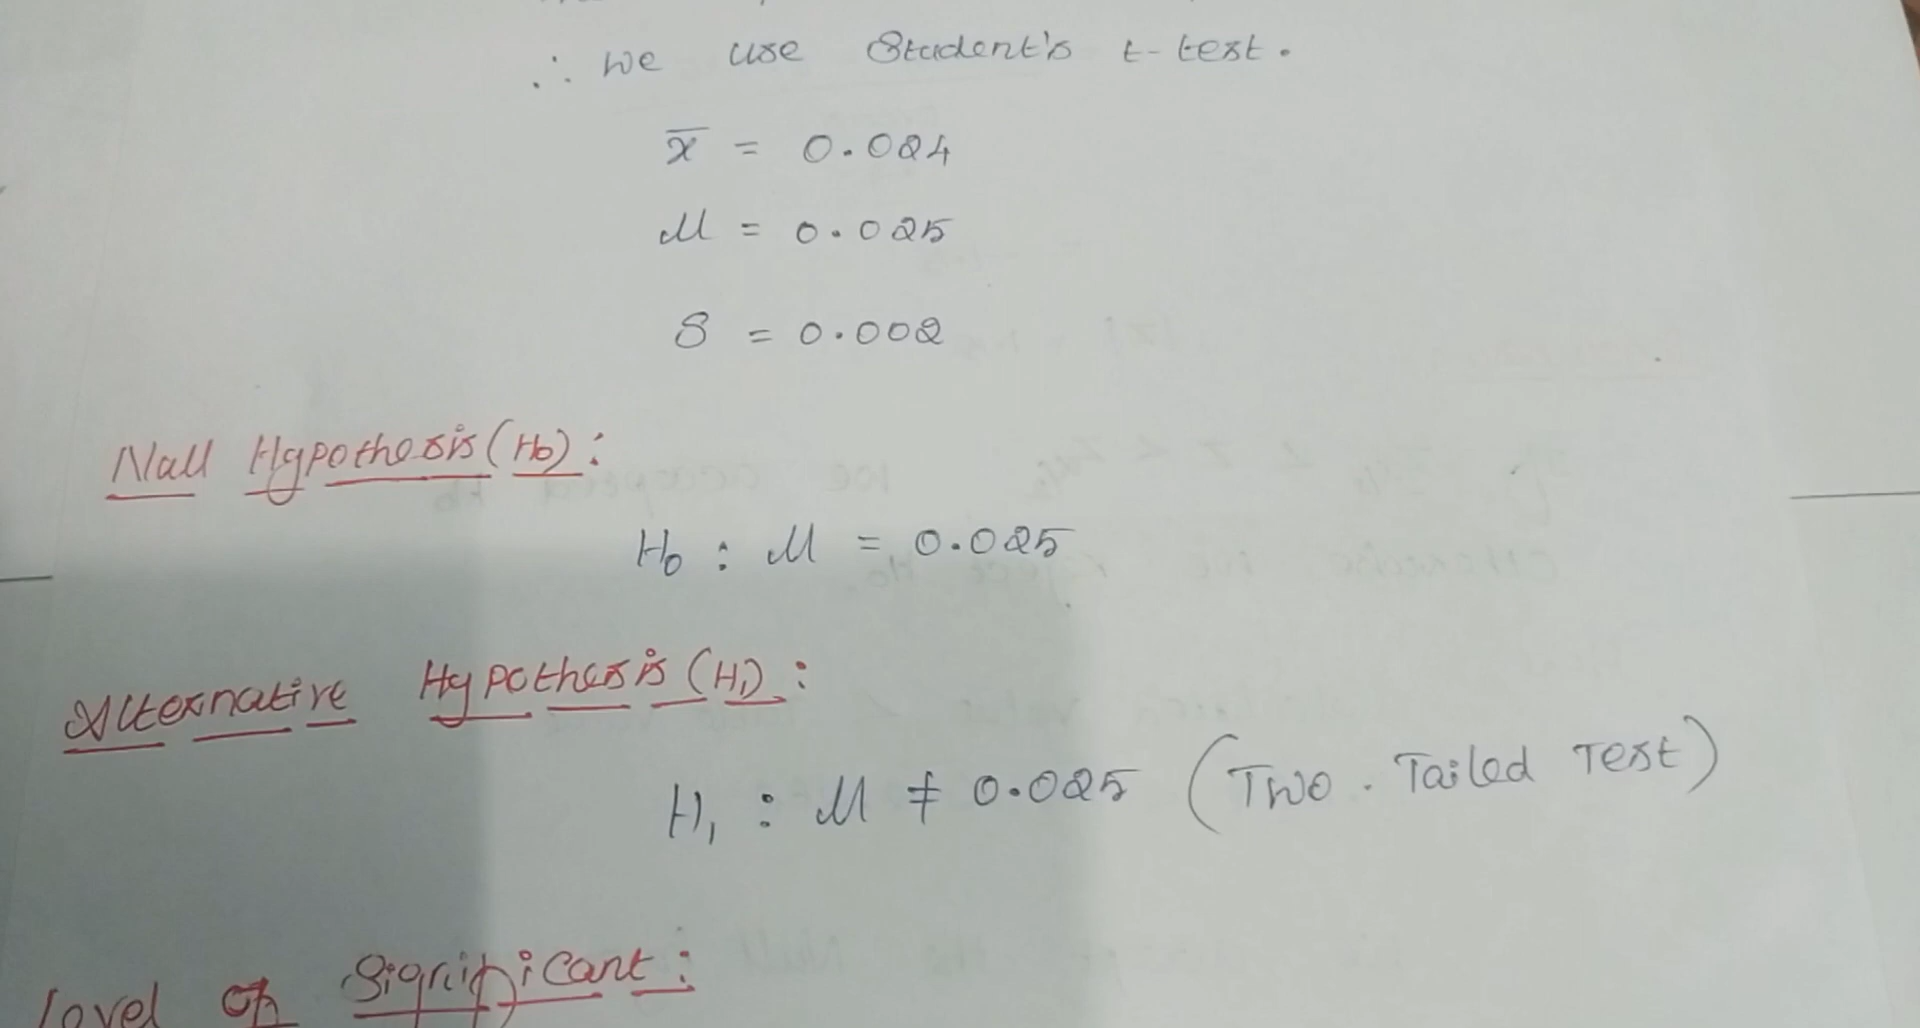 ∴ we use Student's t-test.
x̄ = 0.024
μ = 0.025
S = 0.002
Null Hypothesis (H0):
H0 : μ = 0.025
Alternative Hypothesis (H1):
H1 : μ ≠ 0.025 (Two. Tailed Test)
level of Significant: